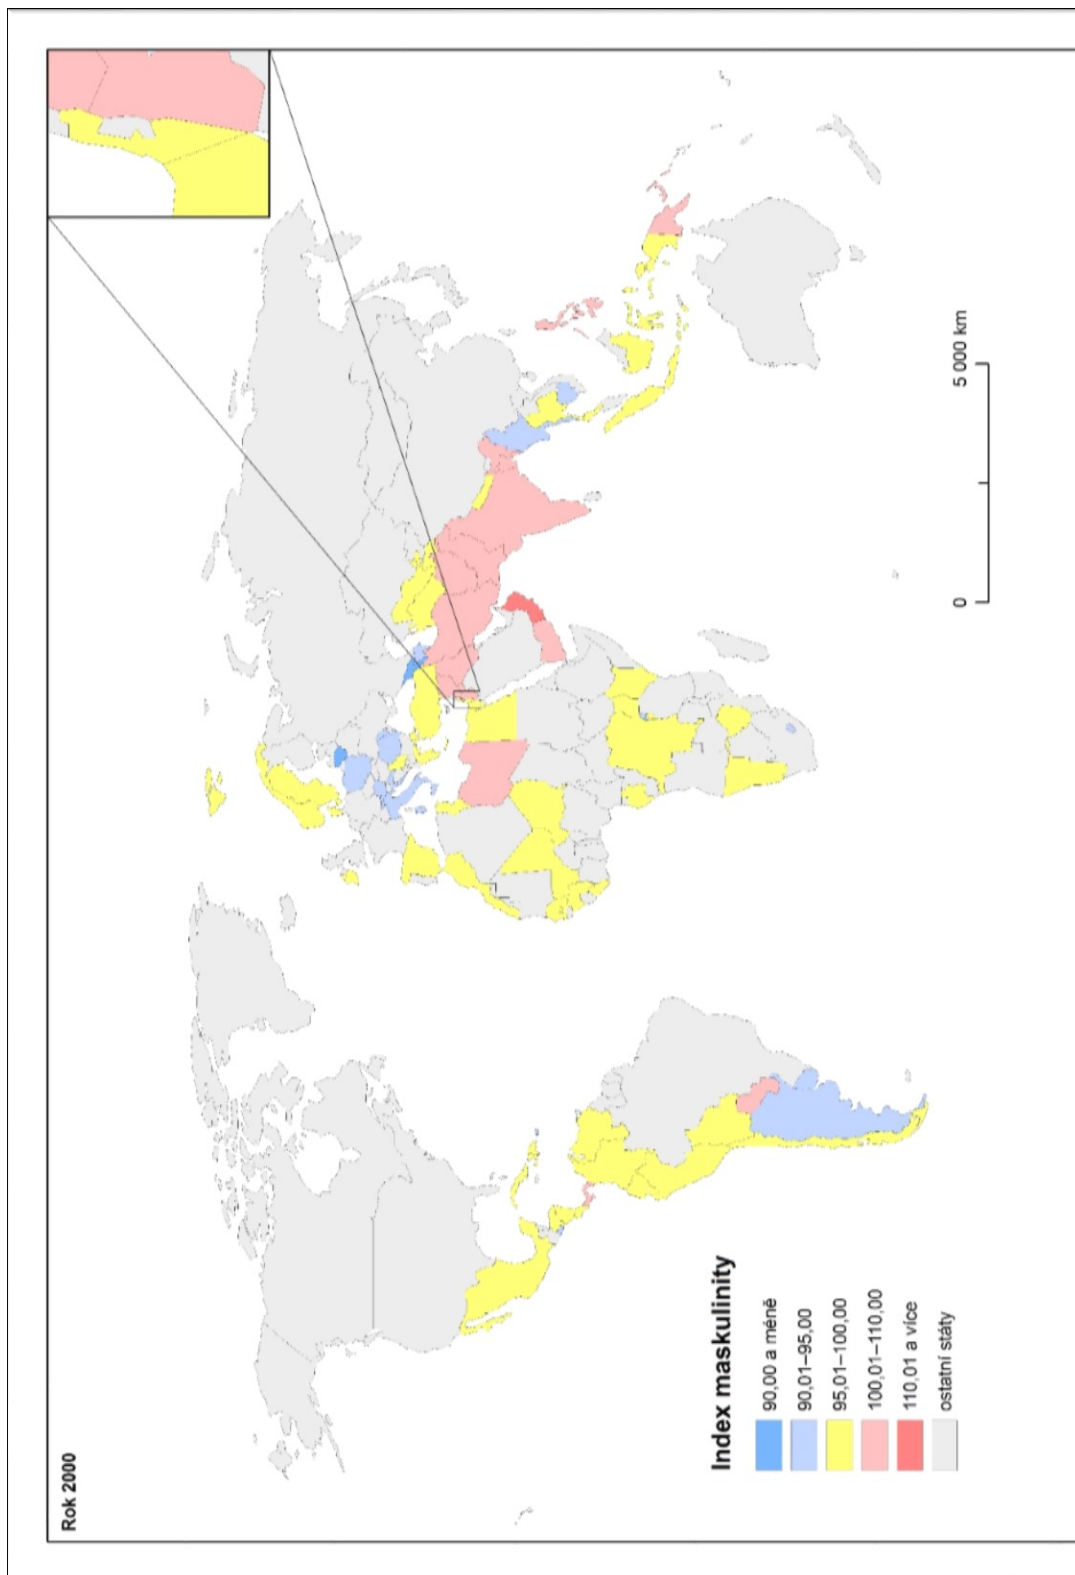 Rok 2000
Index maskulinity
90,00 a méně
90,01–95,00
95,01–100,00
100,01–110,00
110,01 a více
ostatní státy
0 5 000 km